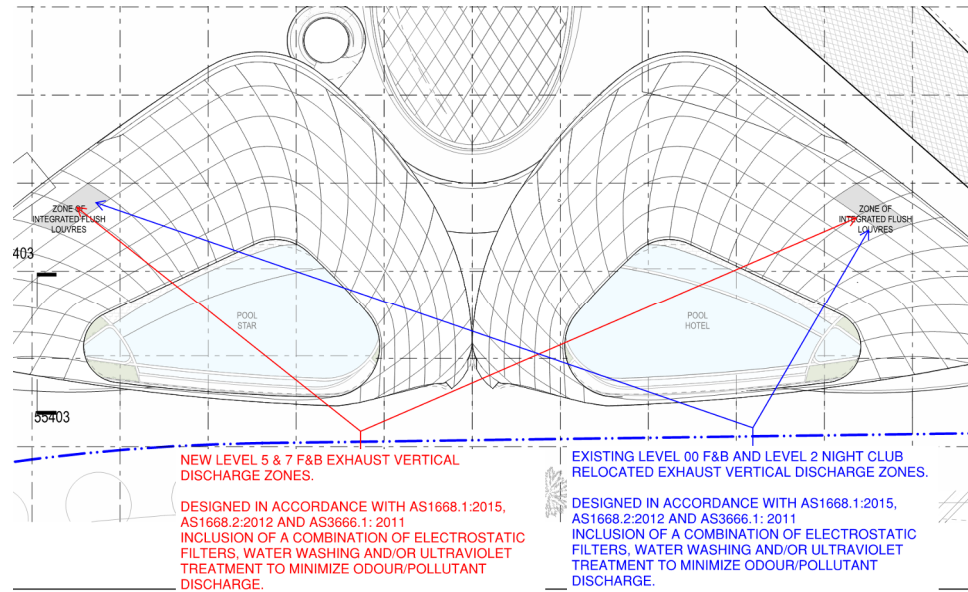 ZONE OF
INTEGRATED FLUSH
LOUVRES
ZONE OF
INTEGRATED FLUSH
LOUVRES
403
POOL
STAR
POOL
HOTEL
55403
NEW LEVEL 5 & 7 F&B EXHAUST VERTICAL
DISCHARGE ZONES.
DESIGNED IN ACCORDANCE WITH AS1668.1:2015,
AS1668.2:2012 AND AS3666.1: 2011
INCLUSION OF A COMBINATION OF ELECTROSTATIC
FILTERS, WATER WASHING AND/OR ULTRAVIOLET
TREATMENT TO MINIMIZE ODOUR/POLLUTANT
DISCHARGE.
EXISTING LEVEL 00 F&B AND LEVEL 2 NIGHT CLUB
RELOCATED EXHAUST VERTICAL DISCHARGE ZONES.
DESIGNED IN ACCORDANCE WITH AS1668.1:2015,
AS1668.2:2012 AND AS3666.1: 2011
INCLUSION OF A COMBINATION OF ELECTROSTATIC
FILTERS, WATER WASHING AND/OR ULTRAVIOLET
TREATMENT TO MINIMIZE ODOUR/POLLUTANT
DISCHARGE.